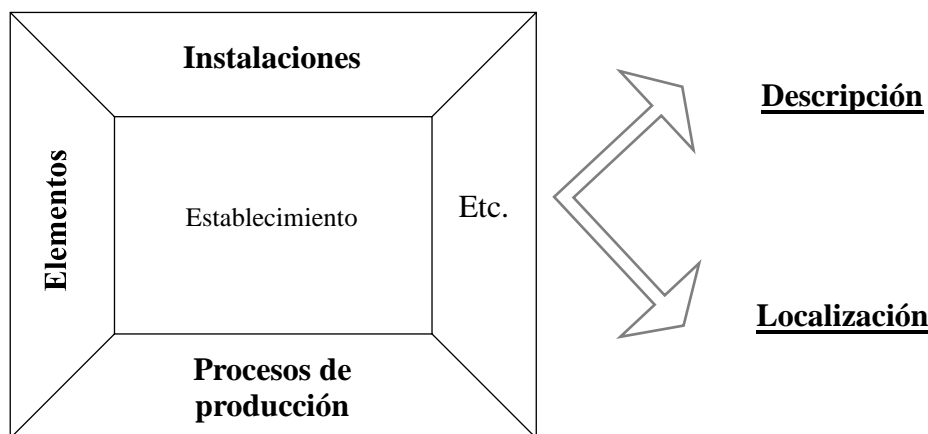 Instalaciones
Descripción
Elementos
Establecimiento
Etc.
Localización
Procesos de
producción